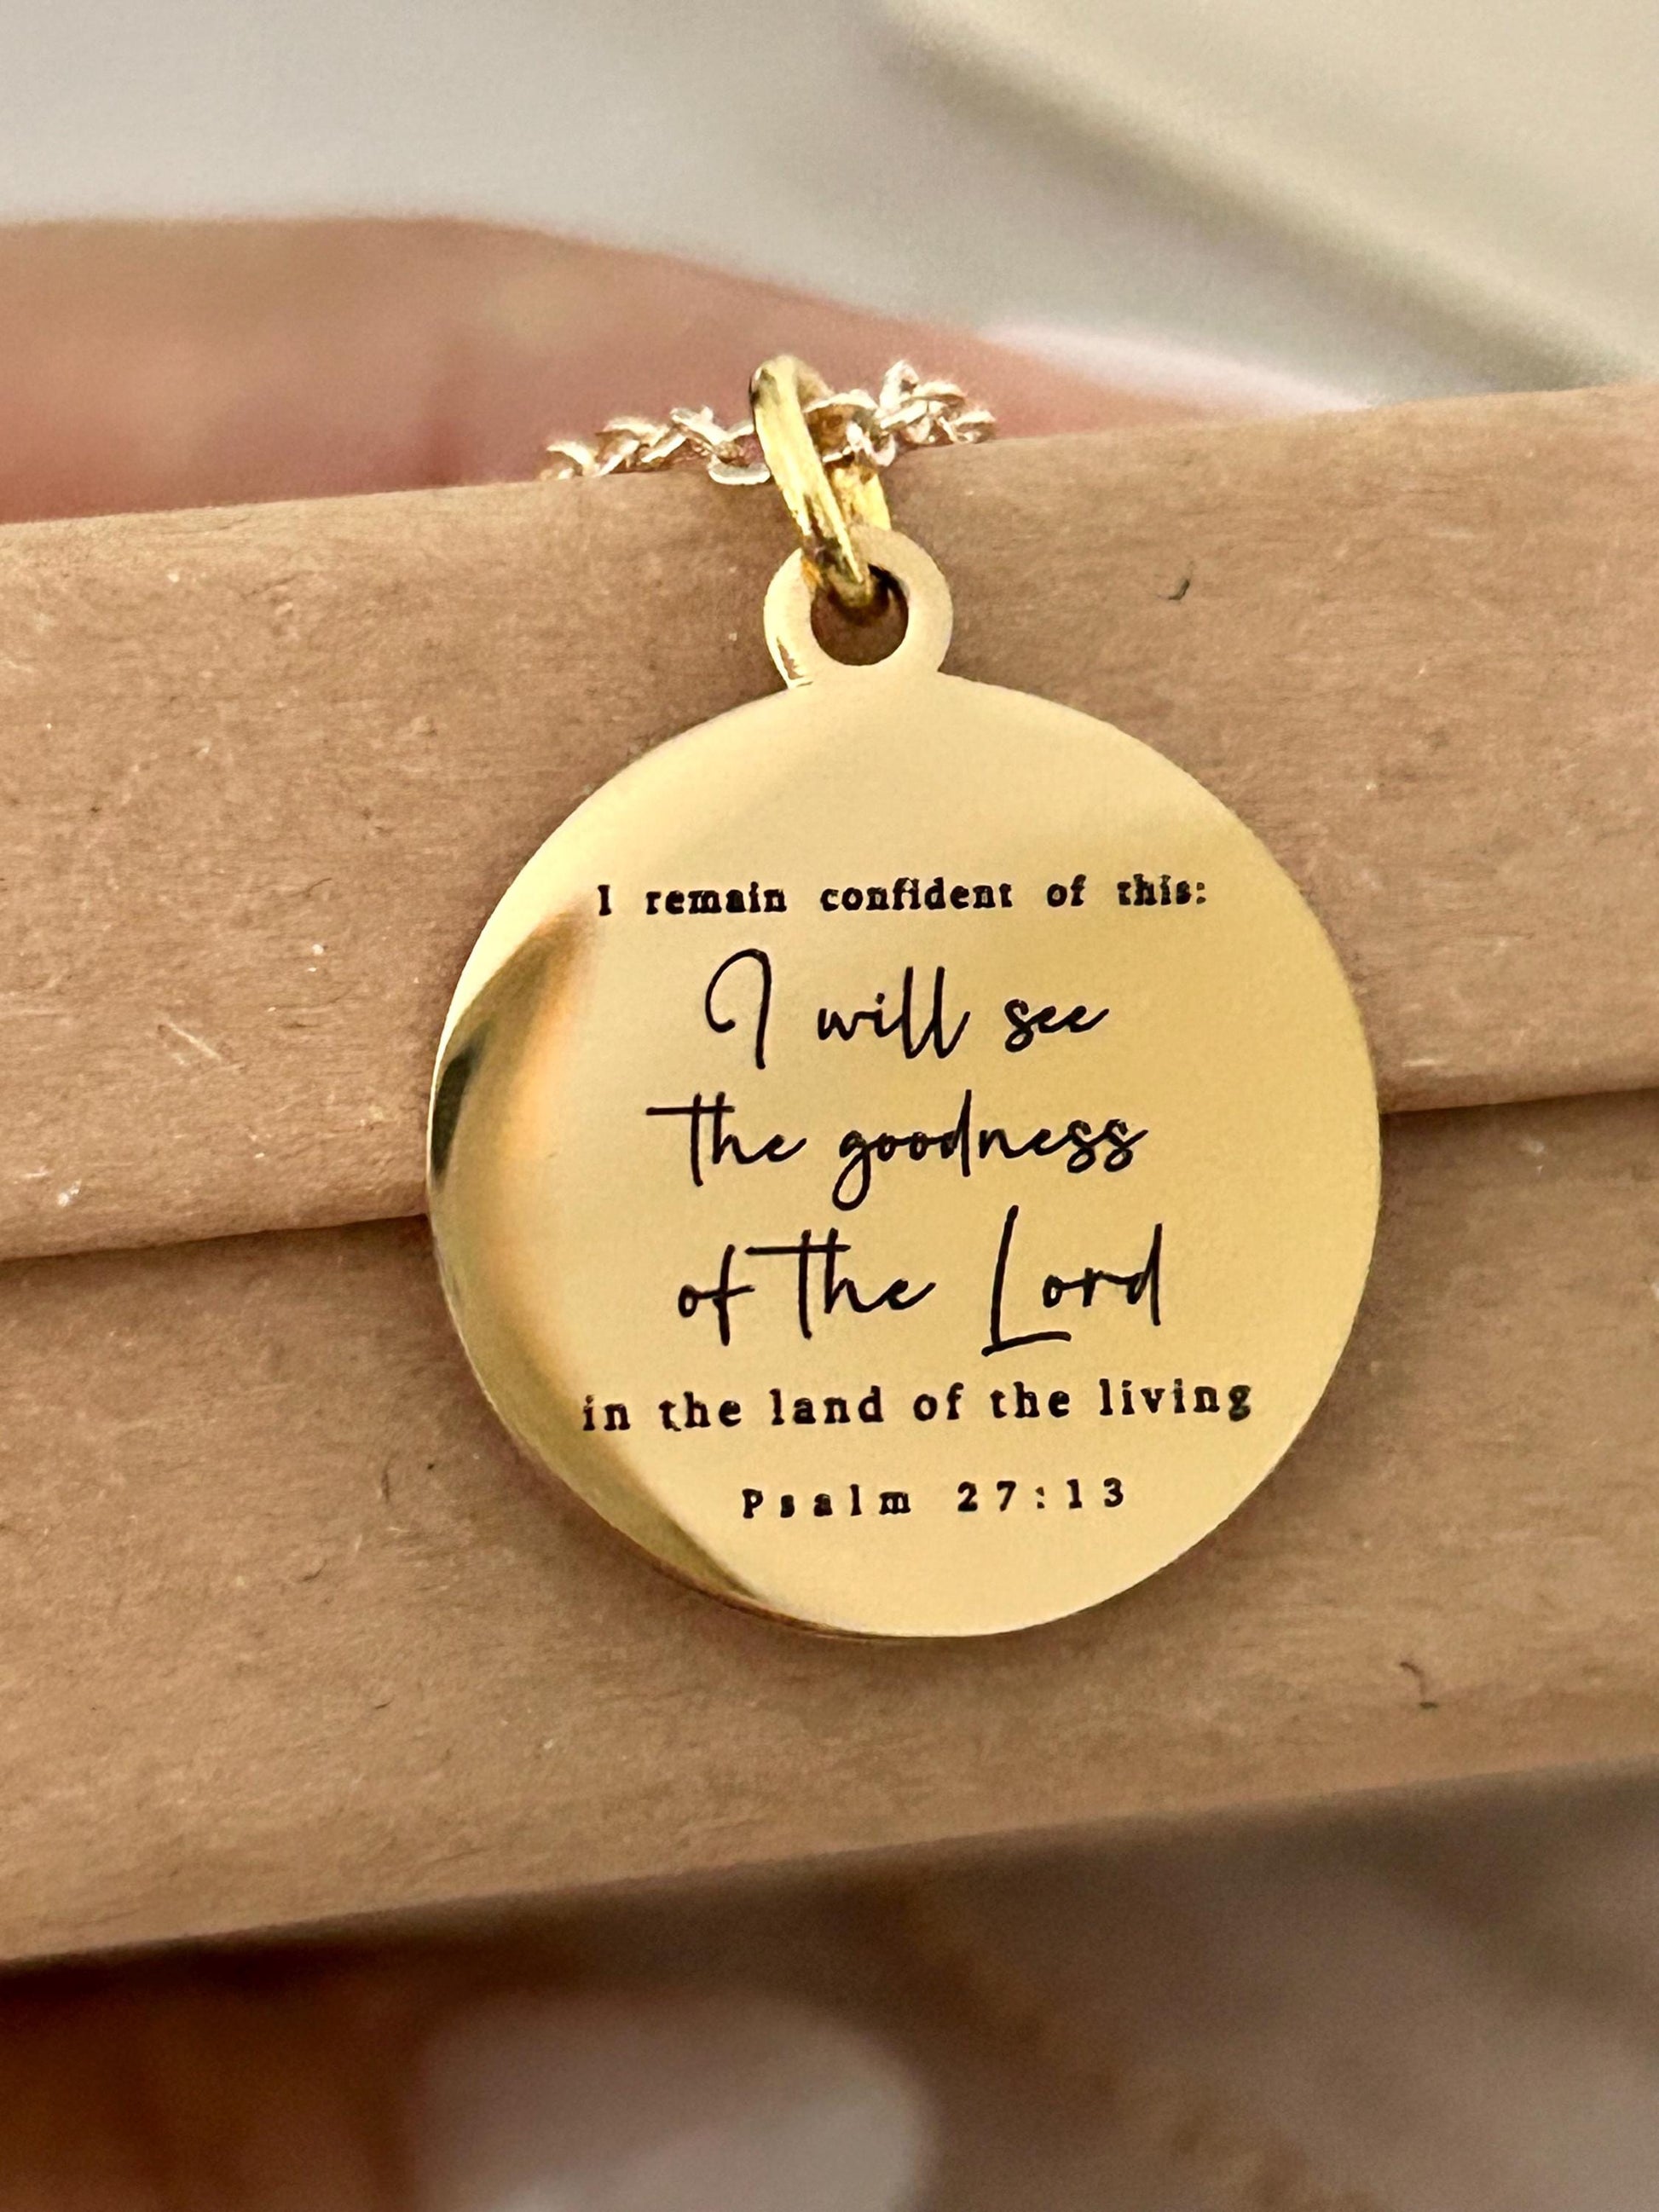 I remain confident of this:
I will see
the goodness
of the Lord
in the land of the living
Psalm 27:13